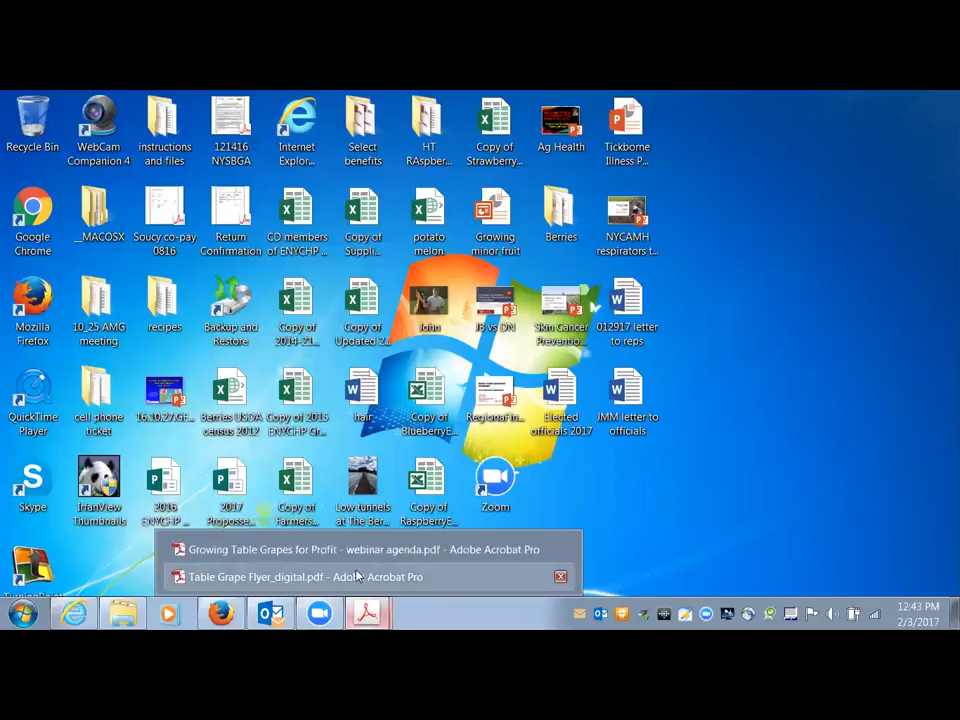 Recycle Bin
WebCam
Companion 4
instructions
and files
121416
NYSBGA
Internet
Explor...
Select
benefits
HT
RAspber...
Copy of
Strawberry...
Ag Health
Tickborne
Illness P...
Google
Chrome
__MACOSX
Soucy co-pay
0816
Return
Confirmation
CD members
of ENYCHP ...
Copy of
Suppli...
potato
melon
Growing
minor fruit
Berries
NYCAMH
respirators t...
Mozilla
Firefox
10_25 AMG
meeting
recipes
Backup and
Restore
Copy of
2014-21...
Copy of
Updated 2...
John
JB vs DN
Skin Cancer
Preventio...
012917 letter
to reps
QuickTime
Player
cell phone
ticket
16.10.27.GE...
Berries USDA
census 2012
Copy of 2015
ENYCHP Gr...
hair
Copy of
BlueberryE...
RegionalFin...
Elected
officials 2017
JMM letter to
officials
Skype
IrfanView
Thumbnails
2016
ENYCHP ...
2017
Proposse...
Copy of
Farmers...
Low tunnels
at The Ber...
Copy of
RaspberryE...
Zoom
TurningPoint
Growing Table Grapes for Profit - webinar agenda.pdf - Adobe Acrobat Pro
Table Grape Flyer_digital.pdf - Adobe Acrobat Pro
12:43 PM
2/3/2017